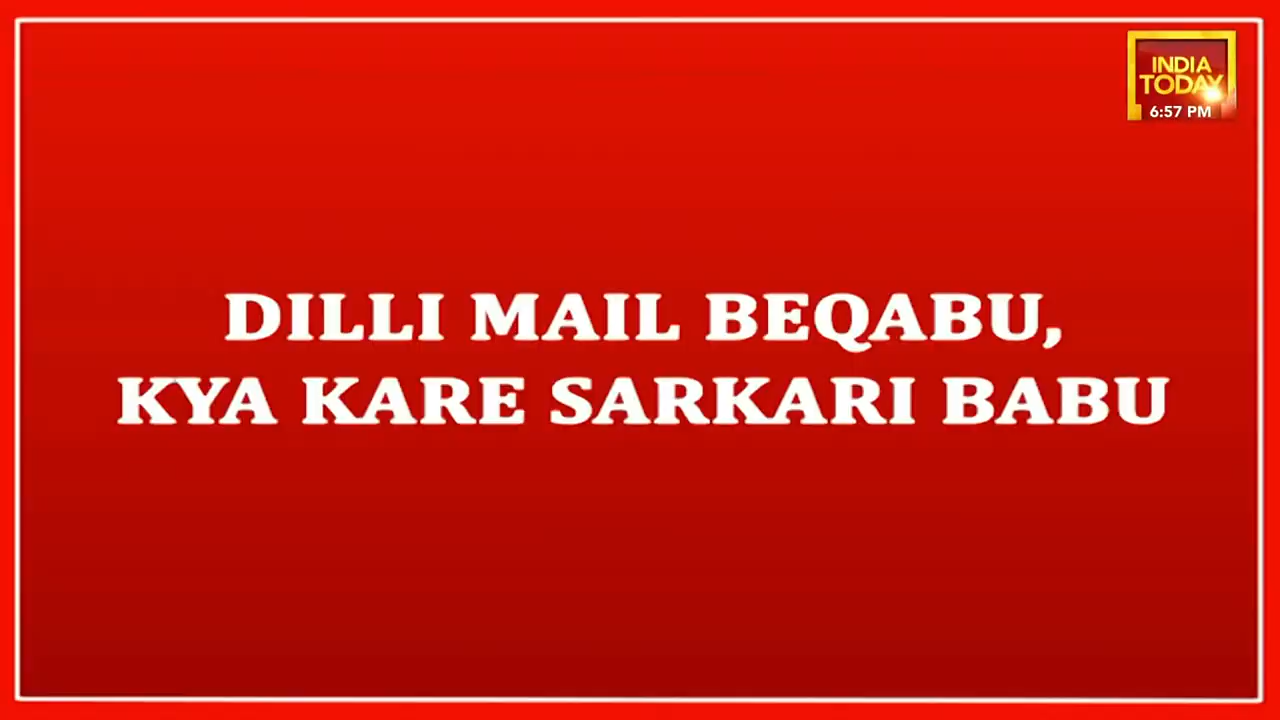 INDIA
TODAY
6:57 PM
DILLI MAIL BEQABU,
KYA KARE SARKARI BABU